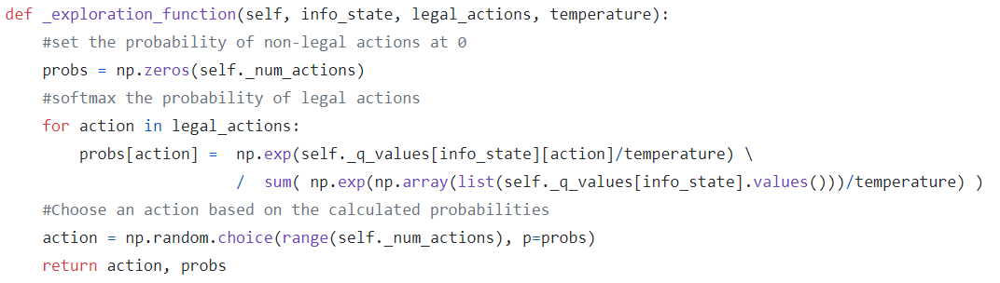 def _exploration_function(self, info_state, legal_actions, temperature):
    #set the probability of non-legal actions at 0
    probs = np.zeros(self._num_actions)
    #softmax the probability of legal actions
    for action in legal_actions:
        probs[action] =  np.exp(self._q_values[info_state][action]/temperature) \
                         /  sum( np.exp(np.array(list(self._q_values[info_state].values()))/temperature) )
    #Choose an action based on the calculated probabilities
    action = np.random.choice(range(self._num_actions), p=probs)
    return action, probs